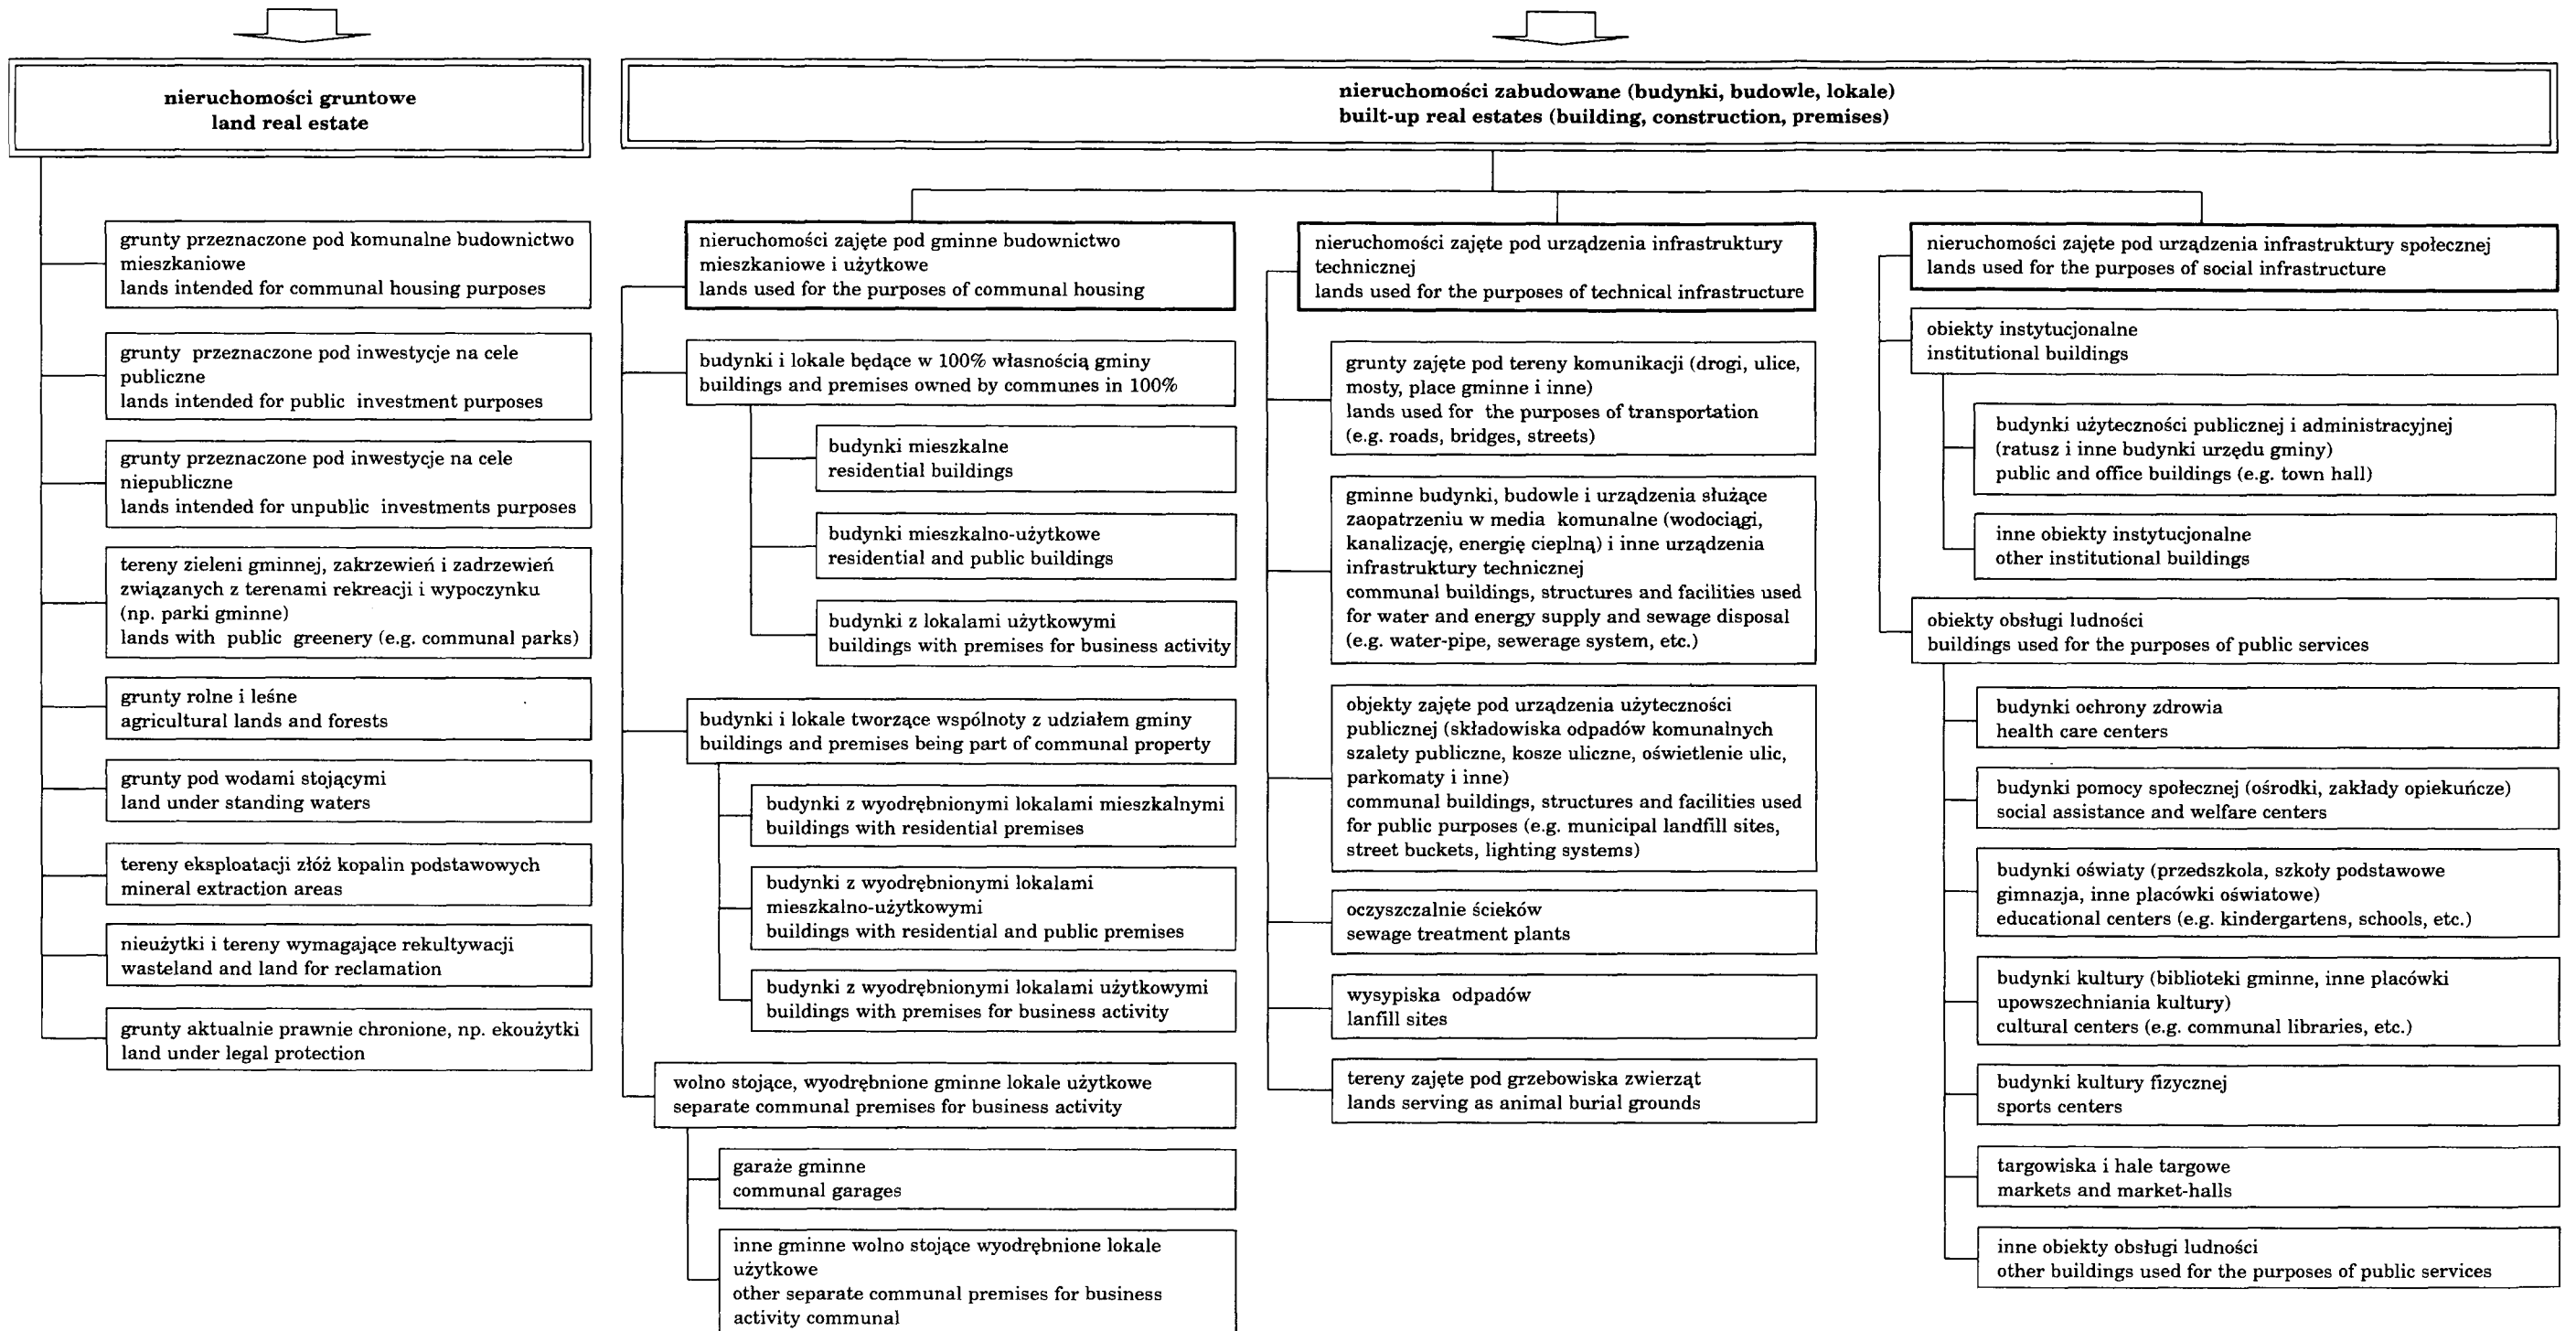 nieruchomości gruntowe
land real estate
nieruchomości zabudowane (budynki, budowle, lokale)
built-up real estates (building, construction, premises)
grunty przeznaczone pod komunalne budownictwo
mieszkaniowe
lands intended for communal housing purposes
grunty przeznaczone pod inwestycje na cele
publiczne
lands intended for public investment purposes
grunty przeznaczone pod inwestycje na cele
niepubliczne
lands intended for unpublic investments purposes
tereny zieleni gminnej, zakrzewień i zadrzewień
związanych z terenami rekreacji i wypoczynku
(np. parki gminne)
lands with public greenery (e.g. communal parks)
grunty rolne i leśne
agricultural lands and forests
grunty pod wodami stojącymi
land under standing waters
tereny eksploatacji złóż kopalin podstawowych
mineral extraction areas
nieużytki i tereny wymagające rekultywacji
wasteland and land for reclamation
grunty aktualnie prawnie chronione, np. ekoużytki
land under legal protection
nieruchomości zajęte pod gminne budownictwo
mieszkaniowe i użytkowe
lands used for the purposes of communal housing
budynki i lokale będące w 100% własnością gminy
buildings and premises owned by communes in 100%
budynki mieszkalne
residential buildings
budynki mieszkalno-użytkowe
residential and public buildings
budynki z lokalami użytkowymi
buildings with premises for business activity
budynki i lokale tworzące wspólnoty z udziałem gminy
buildings and premises being part of communal property
budynki z wyodrębnionymi lokalami mieszkalnymi
buildings with residential premises
budynki z wyodrębnionymi lokalami
mieszkalno-użytkowymi
buildings with residential and public premises
budynki z wyodrębnionymi lokalami użytkowymi
buildings with premises for business activity
wolno stojące, wyodrębnione gminne lokale użytkowe
separate communal premises for business activity
garaże gminne
communal garages
inne gminne wolno stojące wyodrębnione lokale
użytkowe
other separate communal premises for business
activity communal
nieruchomości zajęte pod urządzenia infrastruktury
technicznej
lands used for the purposes of technical infrastructure
grunty zajęte pod tereny komunikacji (drogi, ulice,
mosty, place gminne i inne)
lands used for the purposes of transportation
(e.g. roads, bridges, streets)
gminne budynki, budowle i urządzenia służące
zaopatrzeniu w media komunalne (wodociągi,
kanalizację, energię cieplną) i inne urządzenia
infrastruktury technicznej
communal buildings, structures and facilities used
for water and energy supply and sewage disposal
(e.g. water-pipe, sewerage system, etc.)
objekty zajęte pod urządzenia użyteczności
publicznej (składowiska odpadów komunalnych
szalety publiczne, kosze uliczne, oświetlenie ulic,
parkomaty i inne)
communal buildings, structures and facilities used
for public purposes (e.g. municipal landfill sites,
street buckets, lighting systems)
oczyszczalnie ścieków
sewage treatment plants
wysypiska odpadów
lanfill sites
tereny zajęte pod grzebowiska zwierząt
lands serving as animal burial grounds
nieruchomości zajęte pod urządzenia infrastruktury społecznej
lands used for the purposes of social infrastructure
obiekty instytucjonalne
institutional buildings
budynki użyteczności publicznej i administracyjnej
(ratusz i inne budynki urzędu gminy)
public and office buildings (e.g. town hall)
inne obiekty instytucjonalne
other institutional buildings
obiekty obsługi ludności
buildings used for the purposes of public services
budynki ochrony zdrowia
health care centers
budynki pomocy społecznej (ośrodki, zakłady opiekuńcze)
social assistance and welfare centers
budynki oświaty (przedszkola, szkoły podstawowe
gimnazja, inne placówki oświatowe)
educational centers (e.g. kindergartens, schools, etc.)
budynki kultury (biblioteki gminne, inne placówki
upowszechniania kultury)
cultural centers (e.g. communal libraries, etc.)
budynki kultury fizycznej
sports centers
targowiska i hale targowe
markets and market-halls
inne obiekty obsługi ludności
other buildings used for the purposes of public services